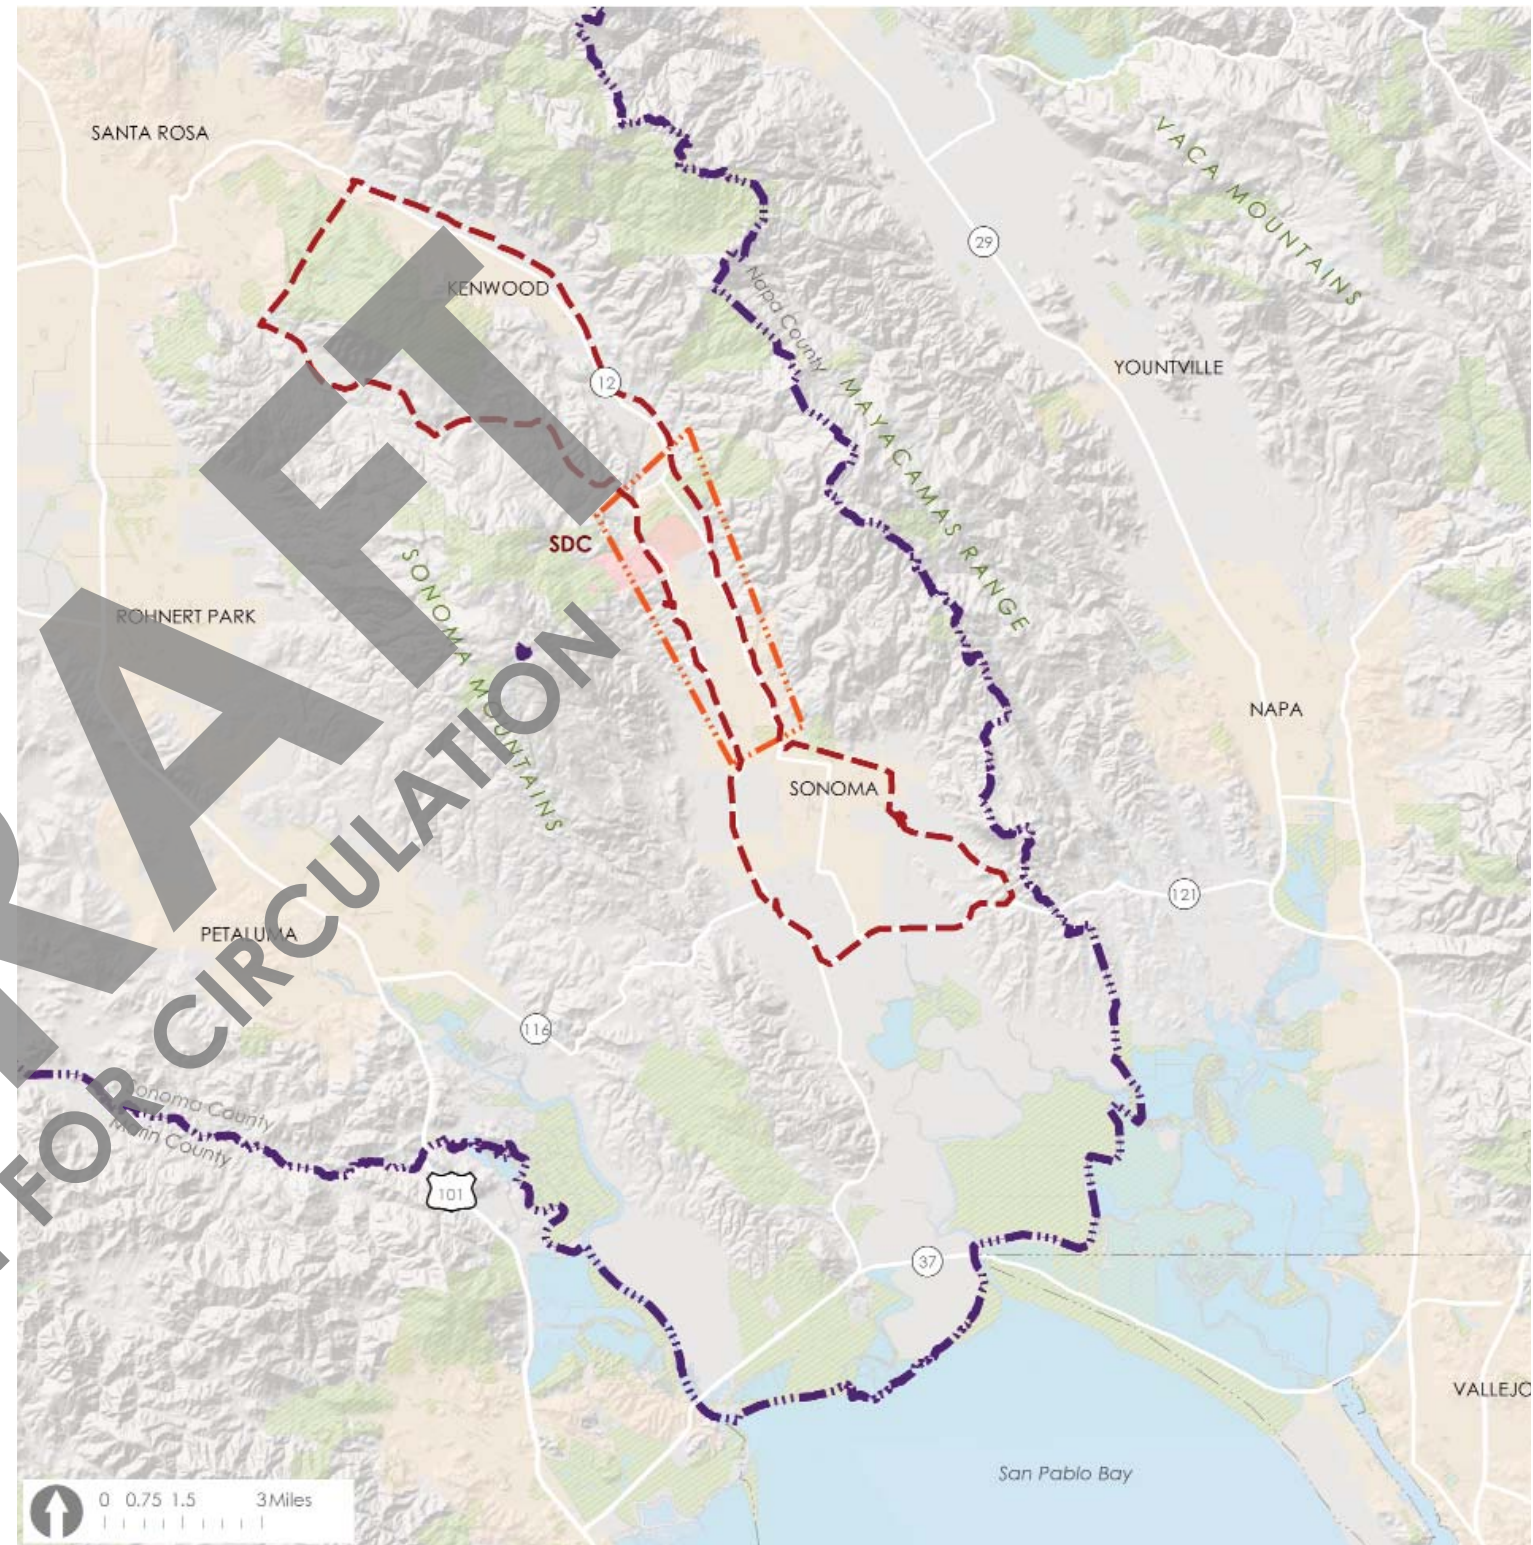 SANTA ROSA
VACA MOUNTAINS
29
KENWOOD
Napa County
YOUNTVILLE
12
MAYACAMAS RANGE
SDC
SONOMA MOUNTAINS
ROHNERT PARK
NAPA
SONOMA
121
PETALUMA
116
Sonoma County
Marin County
101
37
VALLEJO
San Pablo Bay
0 0.75 1.5 3 Miles
RAFT
FOR CIRCULATION